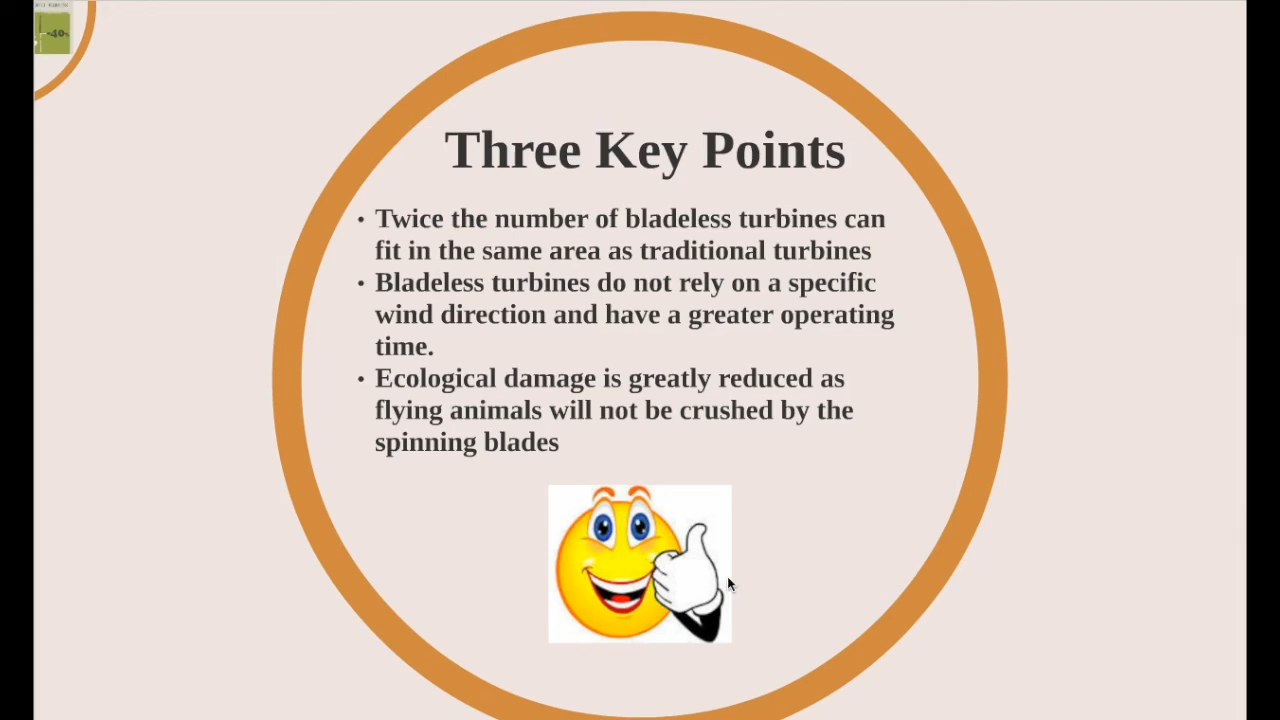 Three Key Points
• Twice the number of bladeless turbines can
fit in the same area as traditional turbines
• Bladeless turbines do not rely on a specific
wind direction and have a greater operating
time.
• Ecological damage is greatly reduced as
flying animals will not be crushed by the
spinning blades